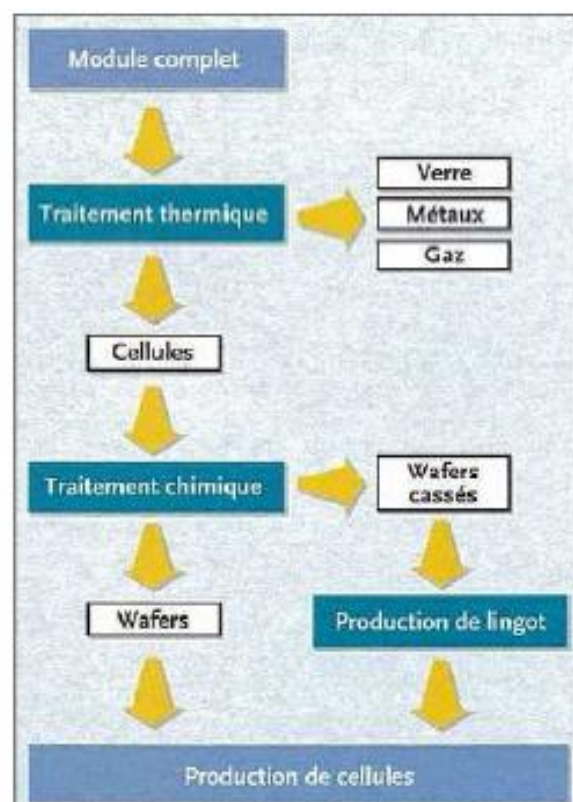 Module complet
Traitement thermique
Verre
Métaux
Gaz
Cellules
Traitement chimique
Wafers
cassés
Wafers
Production de lingot
Production de cellules